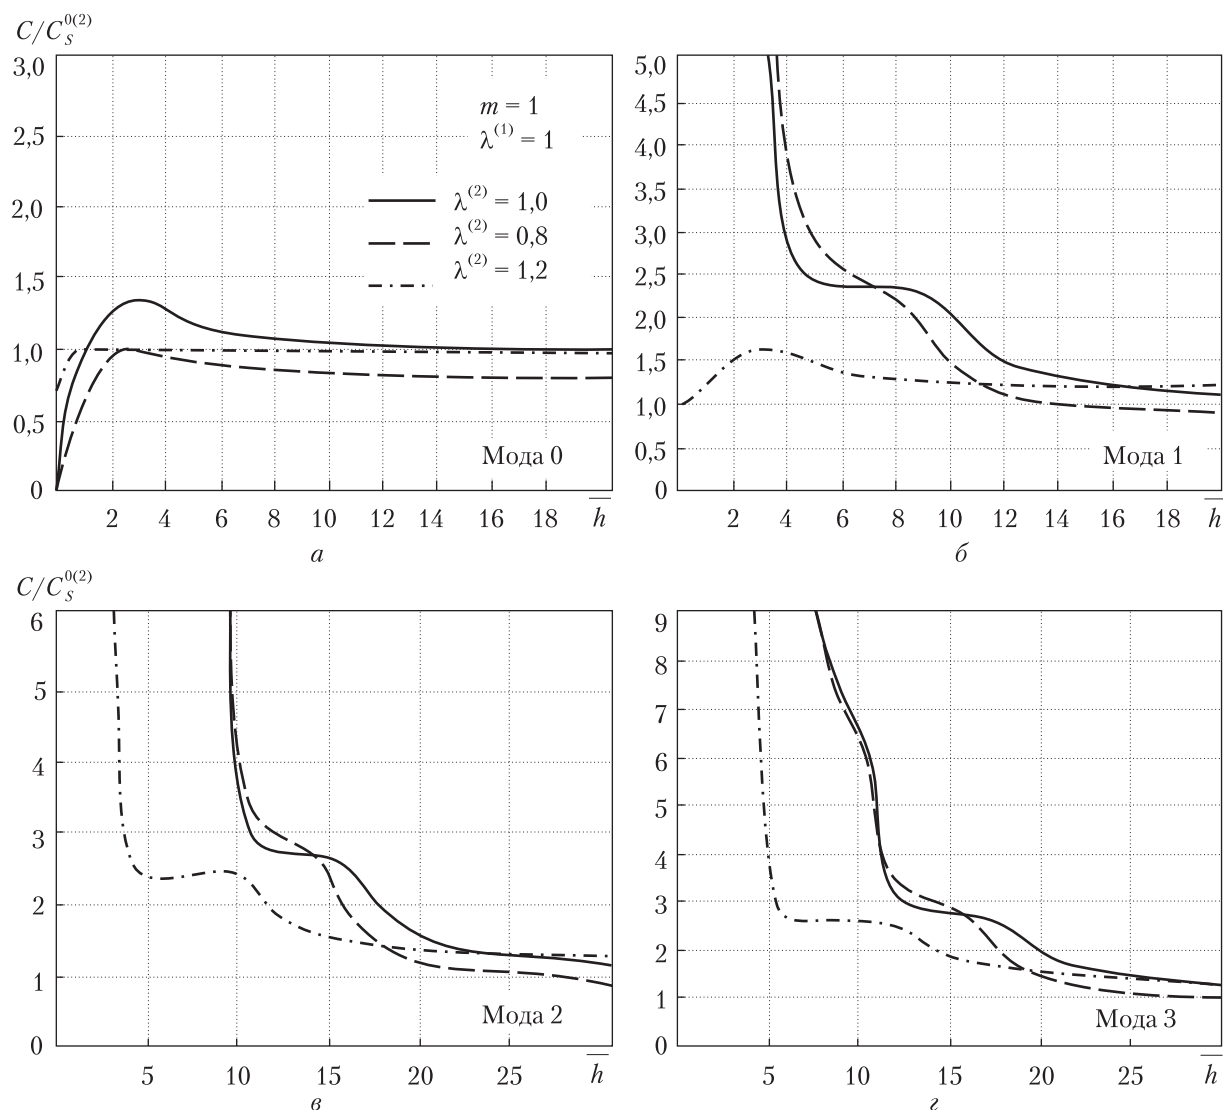 C/C_S^{0(2)}
3,0
2,5
2,0
1,5
1,0
0,5
0
m = 1
λ^{(1)} = 1
λ^{(2)} = 1,0
λ^{(2)} = 0,8
λ^{(2)} = 1,2
Мода 0
2 4 6 8 10 12 14 16 18 h̅
а
5,0
4,5
4,0
3,5
3,0
2,5
2,0
1,5
1,0
0,5
0
Мода 1
2 4 6 8 10 12 14 16 18 h̅
б
C/C_S^{0(2)}
6
5
4
3
2
1
0
Мода 2
5 10 15 20 25 h̅
в
9
8
7
6
5
4
3
2
1
0
Мода 3
5 10 15 20 25 h̅
г